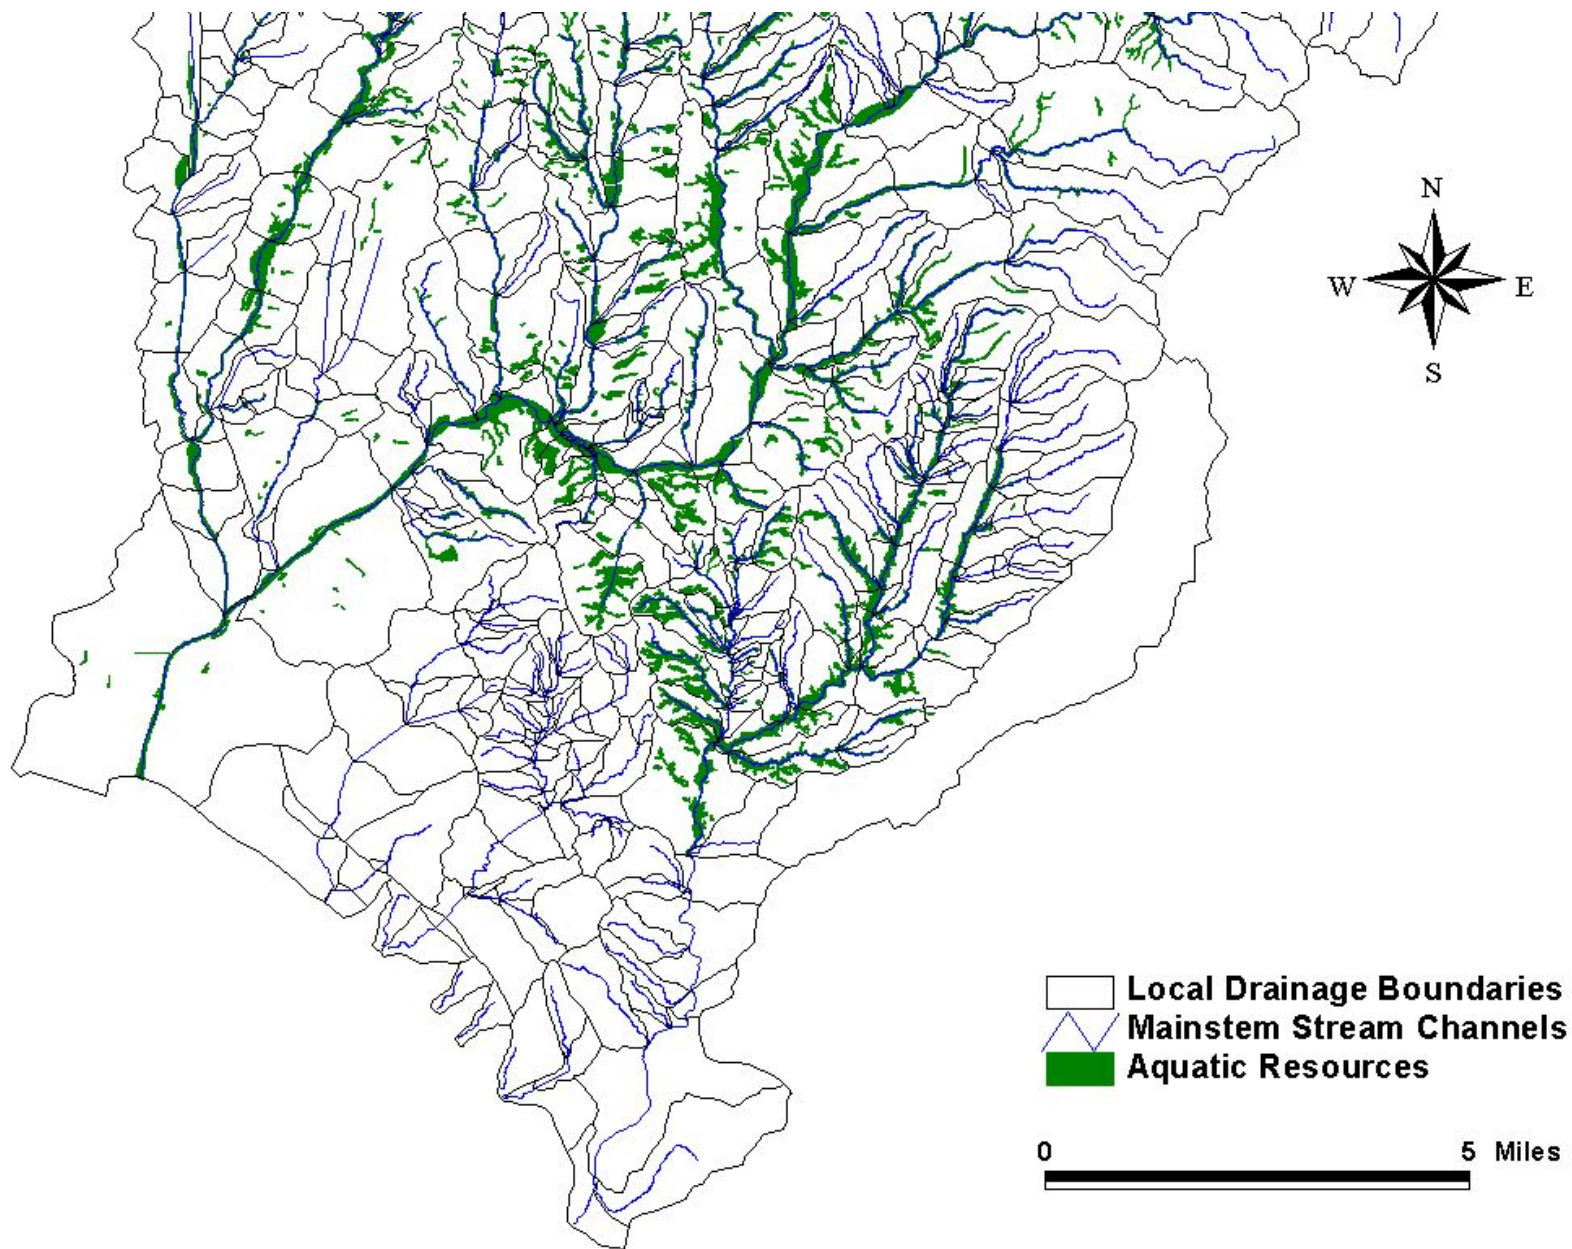 N
W E
S
Local Drainage Boundaries
Mainstem Stream Channels
Aquatic Resources
0 5 Miles